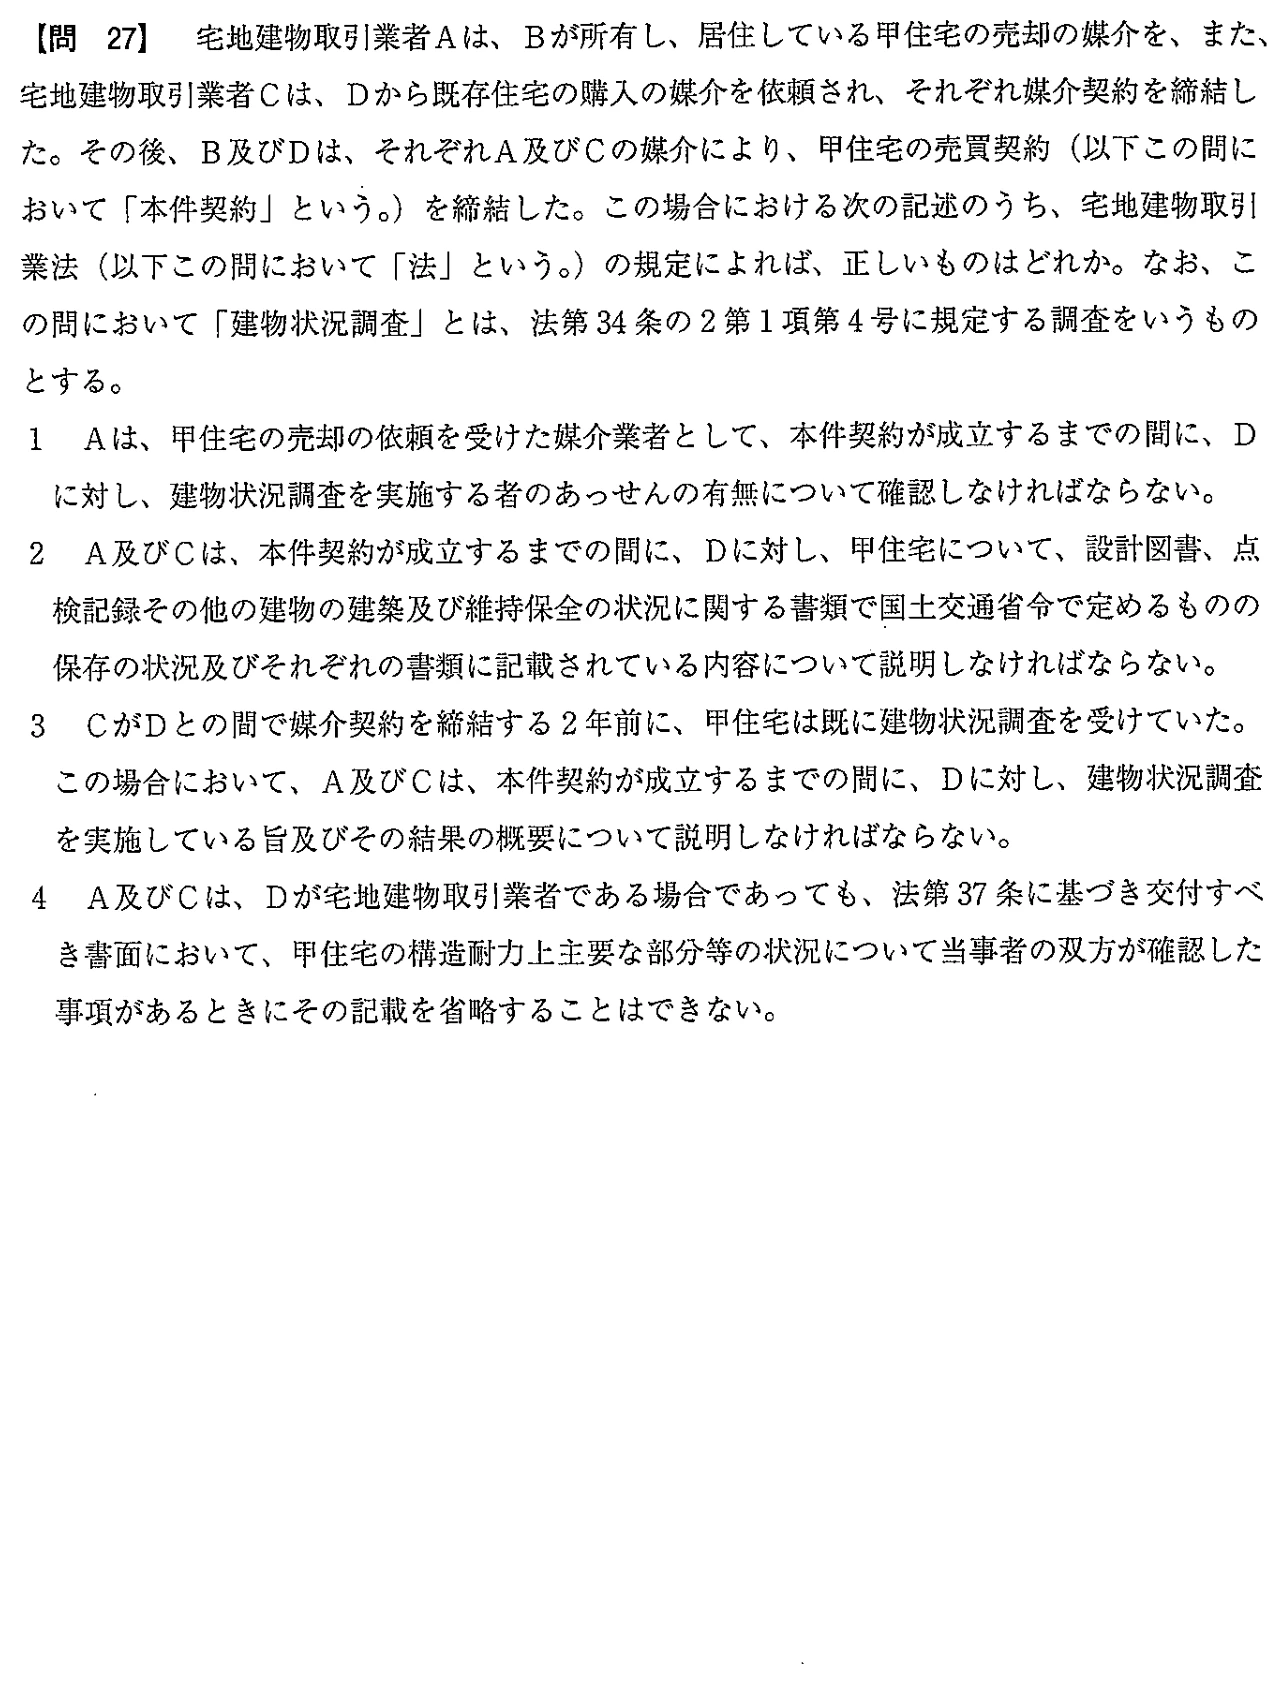 【問　27】　宅地建物取引業者Aは、Bが所有し、居住している甲住宅の売却の媒介を、また、
宅地建物取引業者Cは、Dから既存住宅の購入の媒介を依頼され、それぞれ媒介契約を締結し
た。その後、B及びDは、それぞれA及びCの媒介により、甲住宅の売買契約（以下この問に
おいて「本件契約」という。）を締結した。この場合における次の記述のうち、宅地建物取引
業法（以下この問において「法」という。）の規定によれば、正しいものはどれか。なお、こ
の問において「建物状況調査」とは、法第34条の2第1項第4号に規定する調査をいうもの
とする。
1　Aは、甲住宅の売却の依頼を受けた媒介業者として、本件契約が成立するまでの間に、D
に対し、建物状況調査を実施する者のあっせんの有無について確認しなければならない。
2　A及びCは、本件契約が成立するまでの間に、Dに対し、甲住宅について、設計図書、点
検記録その他の建物の建築及び維持保全の状況に関する書類で国土交通省令で定めるものの
保存の状況及びそれぞれの書類に記載されている内容について説明しなければならない。
3　CがDとの間で媒介契約を締結する2年前に、甲住宅は既に建物状況調査を受けていた。
この場合において、A及びCは、本件契約が成立するまでの間に、Dに対し、建物状況調査
を実施している旨及びその結果の概要について説明しなければならない。
4　A及びCは、Dが宅地建物取引業者である場合であっても、法第37条に基づき交付すべ
き書面において、甲住宅の構造耐力上主要な部分等の状況について当事者の双方が確認した
事項があるときにその記載を省略することはできない。